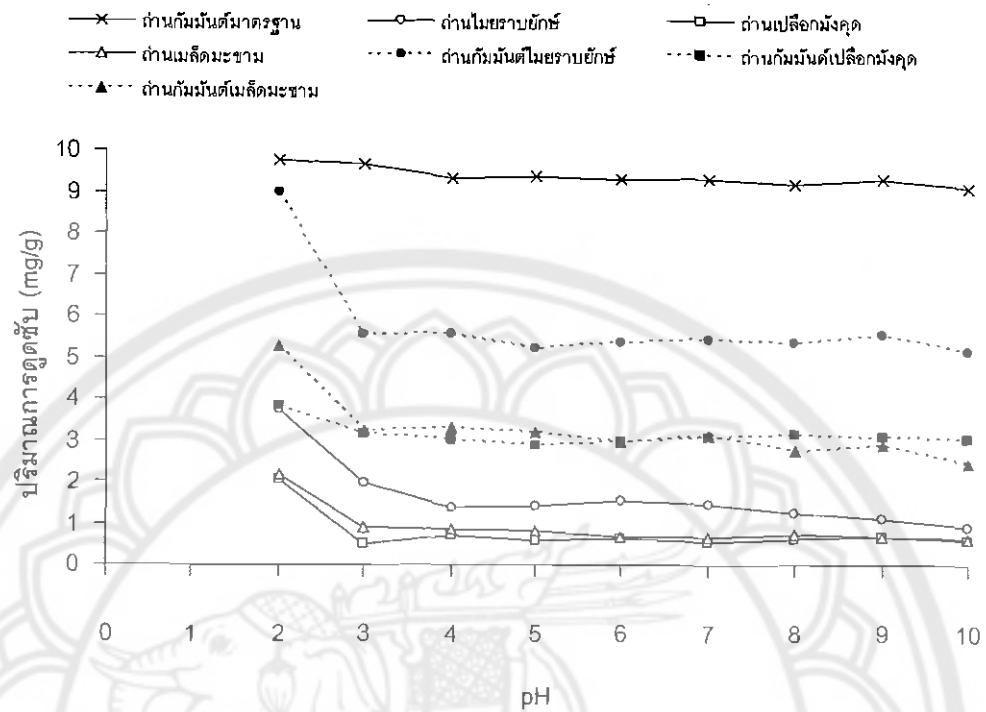 ถ่านกัมมันต์มาตรฐาน ถ่านไมยราบยักษ์ ถ่านเปลือกมังคุด
ถ่านเมล็ดมะขาม ถ่านกัมมันต์ไมยราบยักษ์ ถ่านกัมมันต์เปลือกมังคุด
ถ่านกัมมันต์เมล็ดมะขาม
ปริมาณการดูดซับ (mg/g)
10
9
8
7
6
5
4
3
2
1
0
0 1 2 3 4 5 6 7 8 9 10
pH